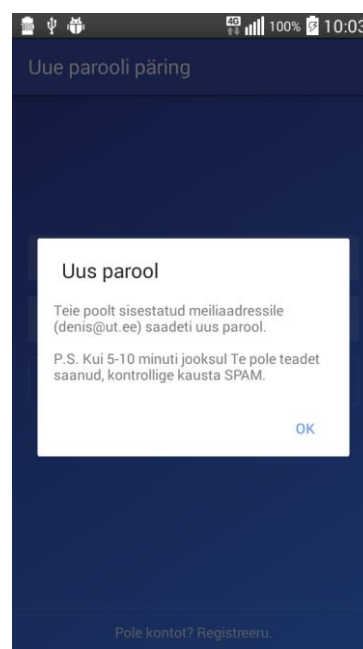 4G 100% 10:03
Uue parooli päring
Uus parool
Teie poolt sisestatud meiliaadressile
(denis@ut.ee) saadeti uus parool.
P.S. Kui 5-10 minuti jooksul Te pole teadet
saanud, kontrollige kausta SPAM.
OK
Pole kontot? Registreeru.